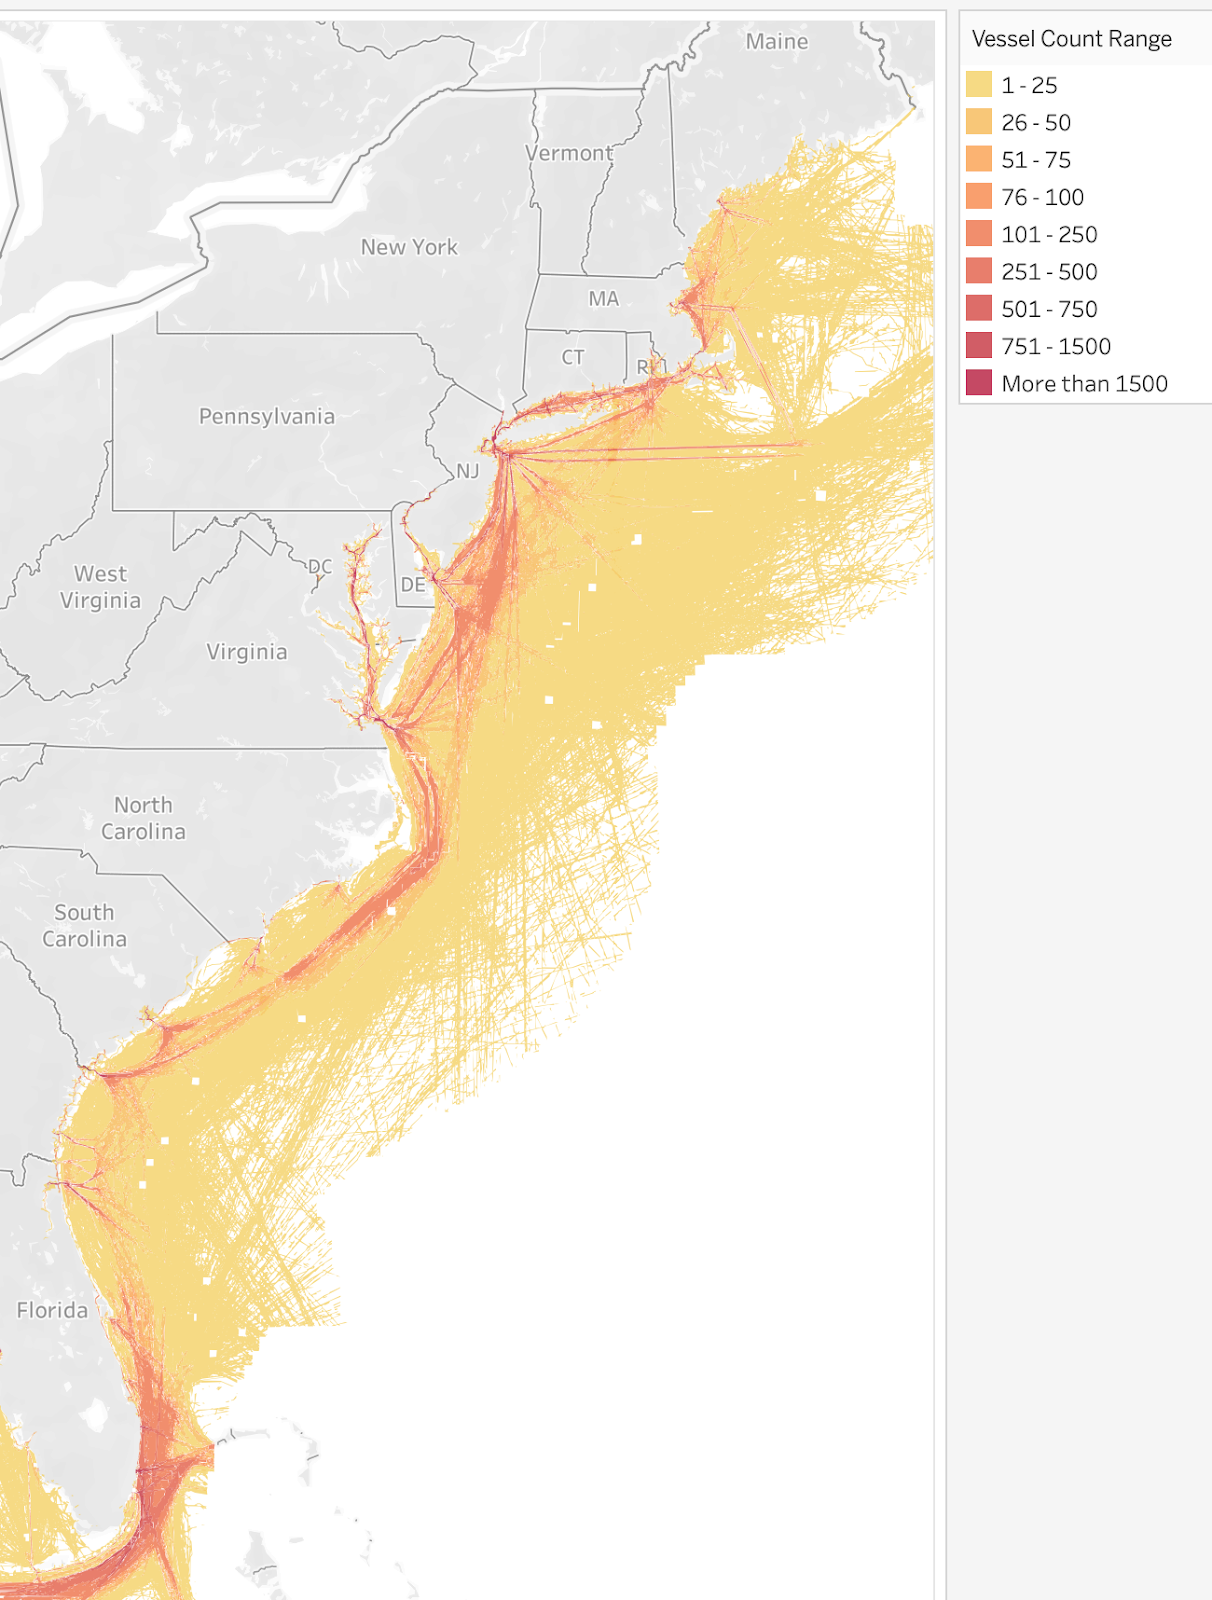 Maine
Vermont
New York
MA
CT
RI
Pennsylvania
NJ
DC
DE
West
Virginia
Virginia
North
Carolina
South
Carolina
Florida
Vessel Count Range
1 - 25
26 - 50
51 - 75
76 - 100
101 - 250
251 - 500
501 - 750
751 - 1500
More than 1500